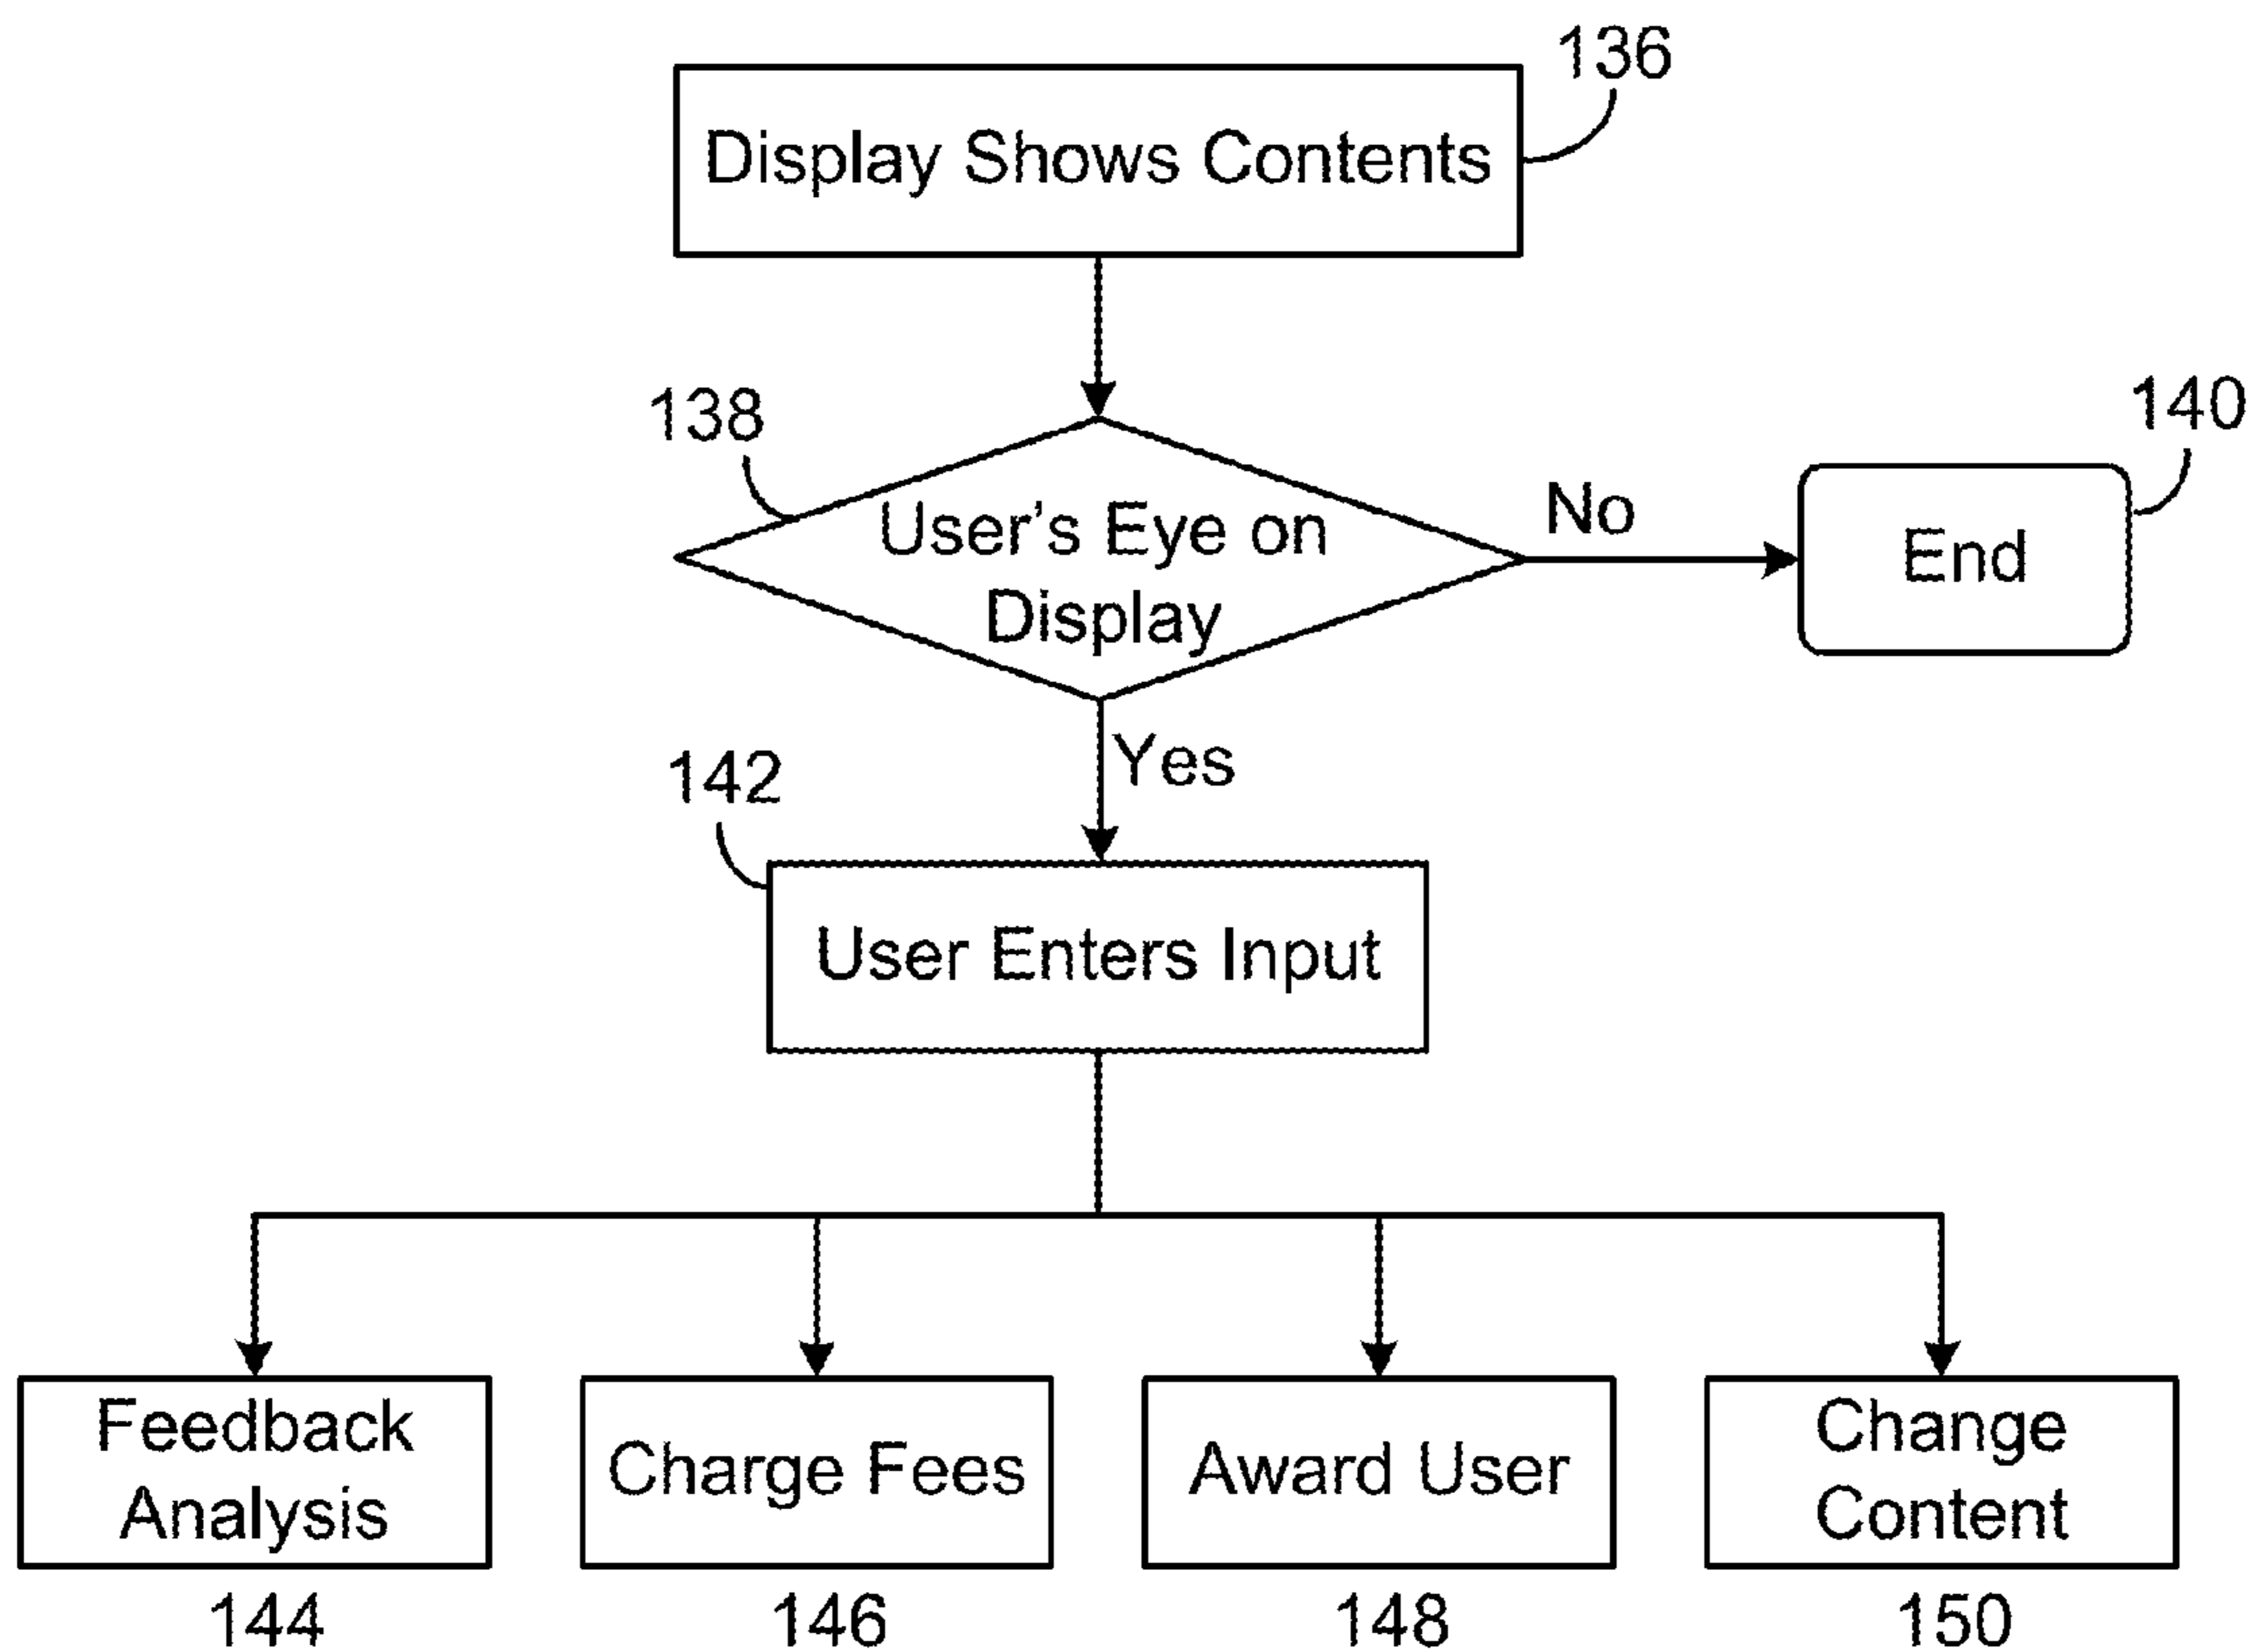 136
Display Shows Contents
138
140
User's Eye on
Display
No
End
Yes
142
User Enters Input
Feedback
Analysis
Charge Fees
Award User
Change
Content
144
146
148
150